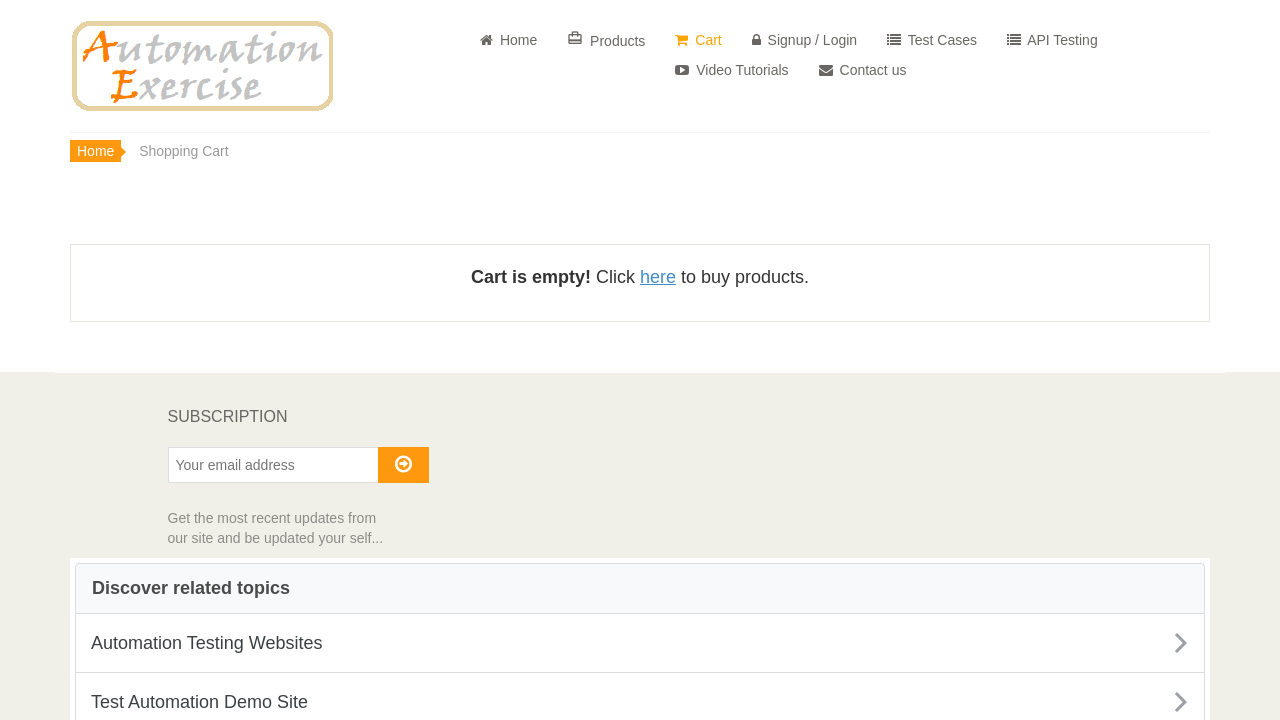 Automation
Exercise
Home
Products
Cart
Signup / Login
Test Cases
API Testing
Video Tutorials
Contact us
Home
Shopping Cart
Cart is empty! Click here to buy products.
SUBSCRIPTION
Your email address
Get the most recent updates from
our site and be updated your self...
Discover related topics
Automation Testing Websites
Test Automation Demo Site